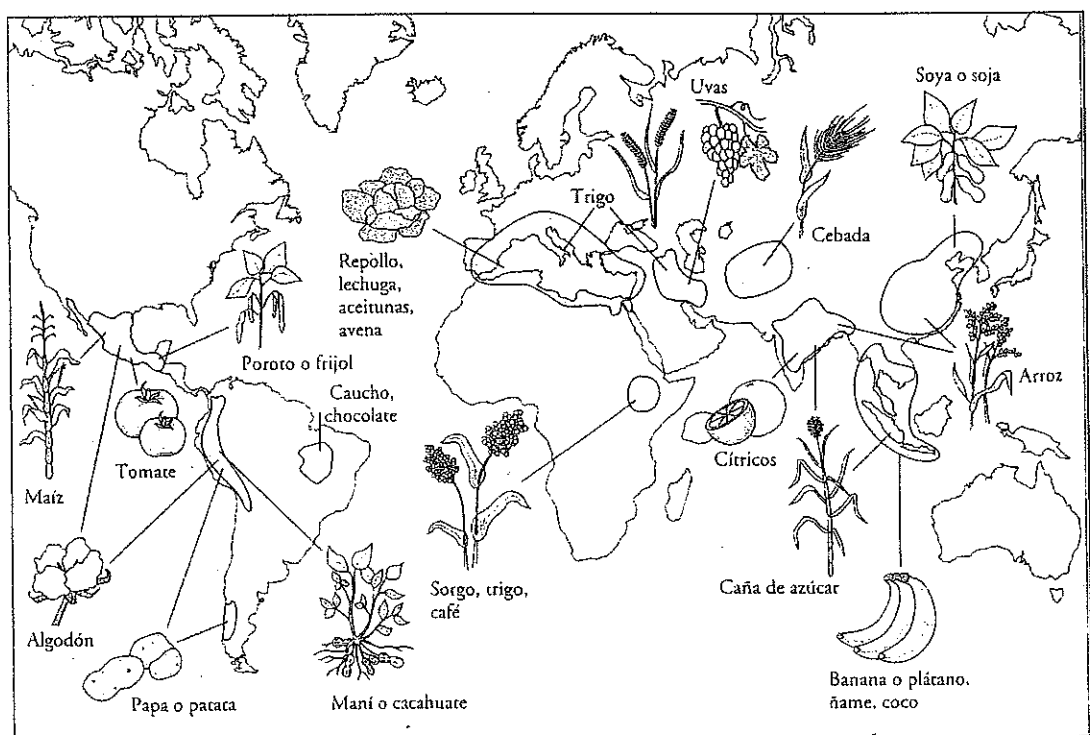 Uvas
Soya o soja
Trigo
Cebada
Repollo,
lechuga,
aceitunas,
avena
Poroto o frijol
Caucho,
chocolate
Arroz
Tomate
Cítricos
Maíz
Sorgo, trigo,
café
Caña de azúcar
Algodón
Banana o plátano,
ñame, coco
Papa o patata
Maní o cacahuate